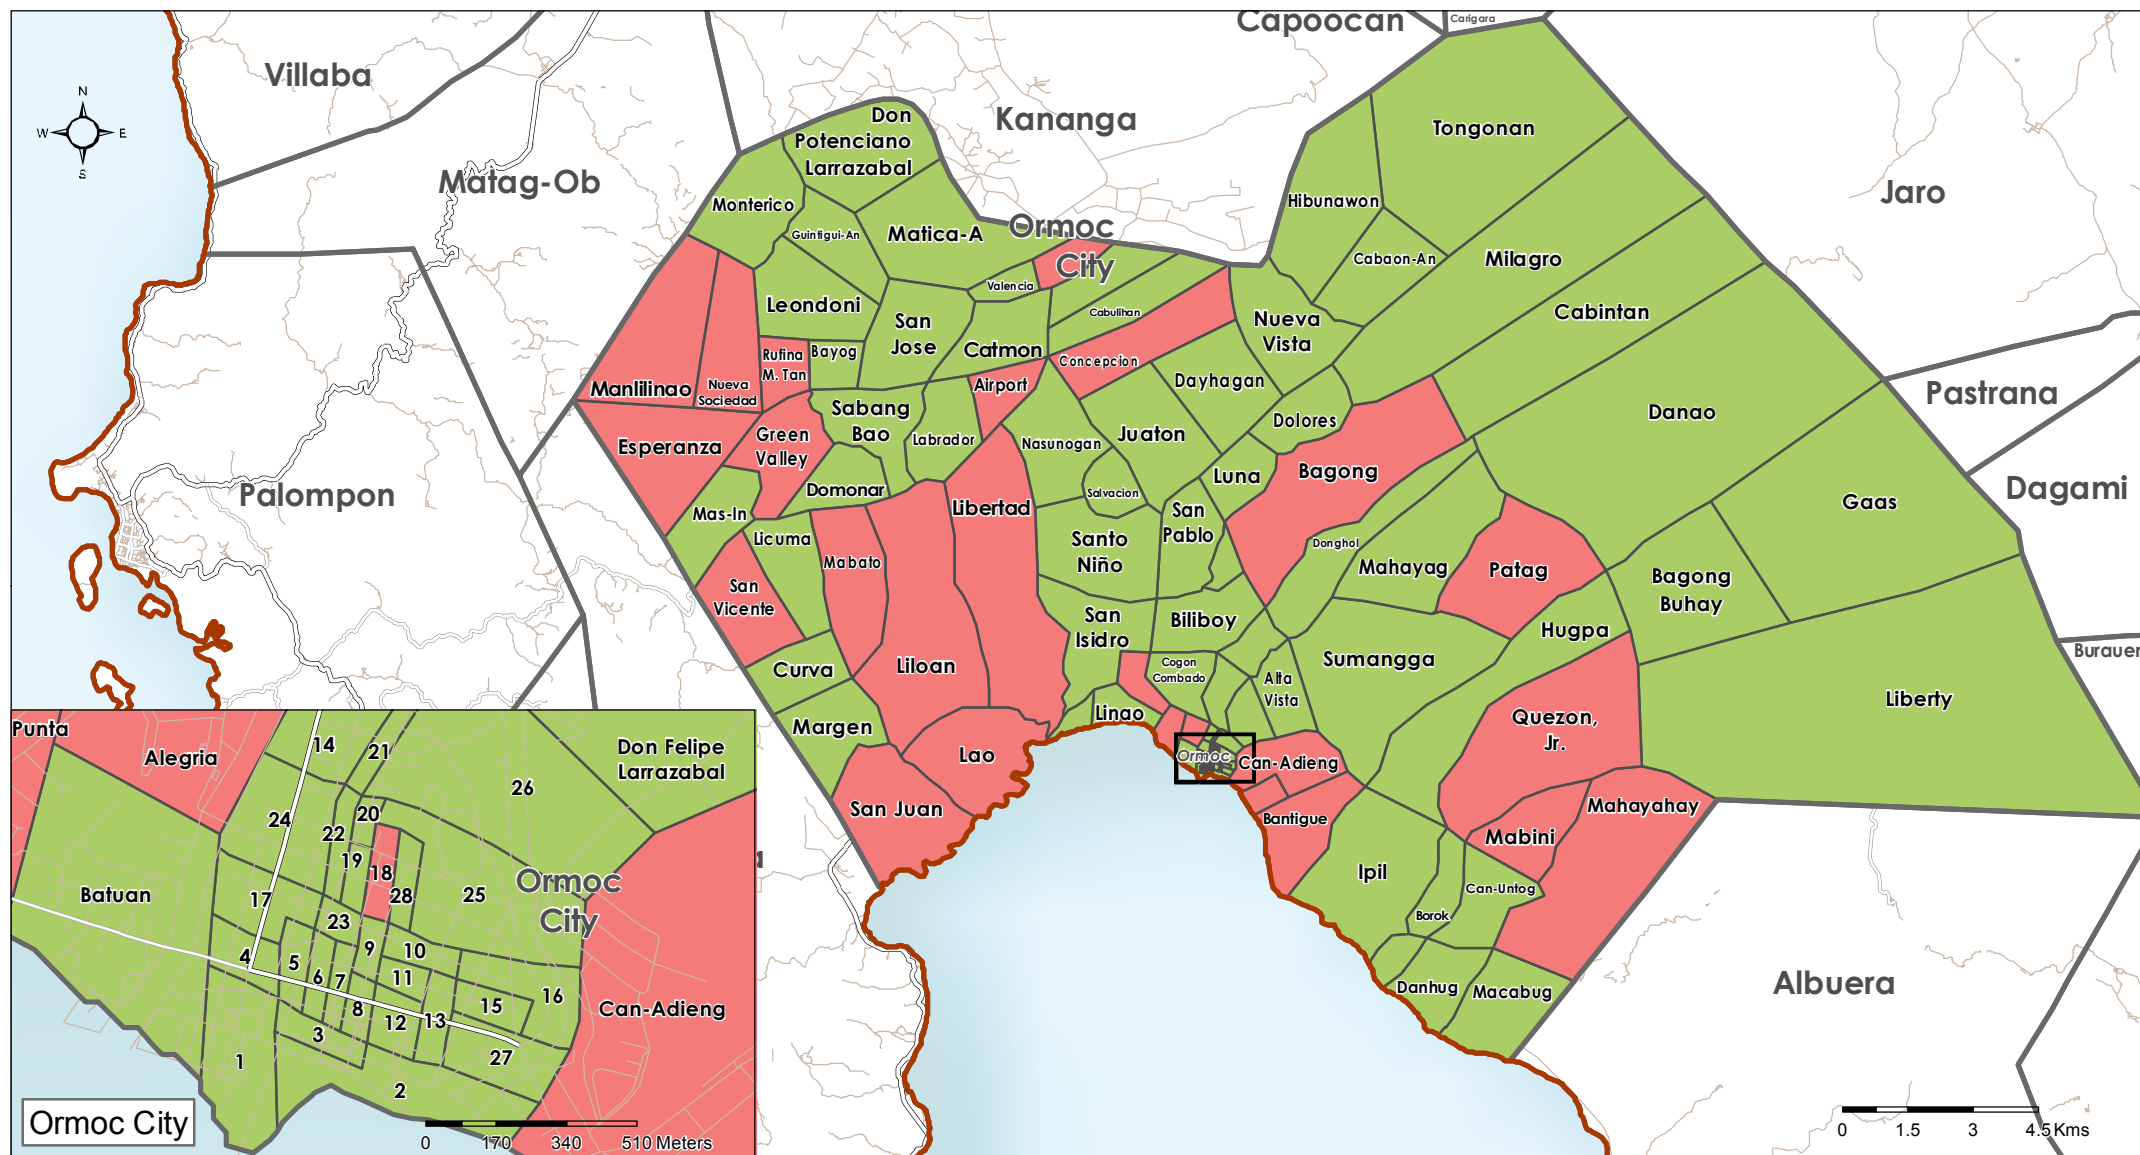 Capoocan
Carigara
Villaba
N
W
E
S
Kananga
Matag-Ob
Jaro
Ormoc
City
Palompon
Pastrana
Dagami
Burauen
Albuera
Don
Potenciano
Larrazabal
Tongonan
Monterico
Guintigui-An
Matica-A
Hibunawon
Cabaon-An
Milagro
Valencia
Leondoni
San
Jose
Cabulihan
Nueva
Vista
Cabintan
Catmon
Rufina
M. Tan
Bayog
Concepcion
Manlilinao
Nueva
Sociedad
Airport
Dayhagan
Danao
Sabang
Bao
Dolores
Esperanza
Green
Valley
Labrador
Nasunogan
Juaton
Bagong
Luna
Domonar
Salvacion
Gaas
Mas-In
Libertad
San
Pablo
Licuma
Santo
Niño
Donghol
Mabato
Mahayag
Patag
Bagong
Buhay
San
Vicente
San
Isidro
Biliboy
Hugpa
Curva
Liloan
Cogon
Combado
Sumangga
Alta
Vista
Liberty
Margen
Linao
Quezon,
Jr.
Lao
Ormoc
Can-Adieng
San Juan
Bantigue
Mabini
Mahayahay
Ipil
Can-Untog
Borok
Danhug
Macabug
0 1.5 3 4.5 Kms
Punta
Alegria
14
21
Don Felipe
Larrazabal
26
24
20
22
19
18
Batuan
17
28
25
Ormoc
City
23
4
5
9
10
6
7
11
8
12
13
15
16
Can-Adieng
3
1
27
2
Ormoc City
0 170 340 510 Meters